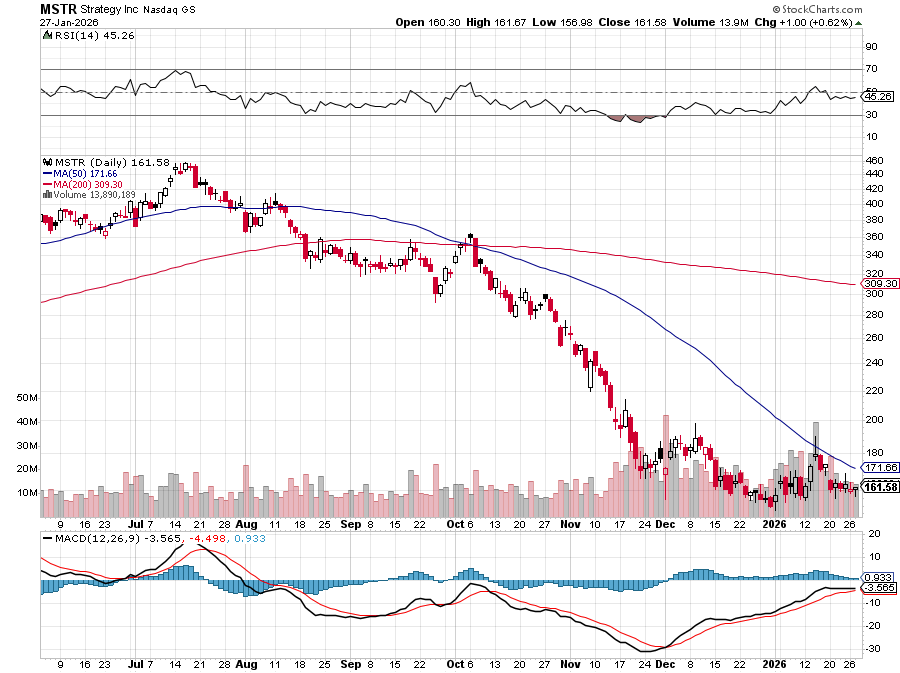 MSTR Strategy Inc Nasdaq GS
© StockCharts.com
27-Jan-2026
Open 160.30 High 161.67 Low 156.98 Close 161.58 Volume 13.9M Chg +1.00 (+0.62%)
RSI(14) 45.26
90
70
50
45.26
30
10
MSTR (Daily) 161.58
MA(50) 171.66
MA(200) 309.30
Volume 13,890,189
460
440
420
400
380
360
340
320
309.30
300
280
260
240
220
200
180
171.66
161.58
50M
40M
30M
20M
10M
9 16 23 Jul 7 14 21 28 Aug 11 18 25 Sep 8 15 22 Oct 6 13 20 27 Nov 10 17 24 Dec 8 15 22 2026 12 20 26
MACD(12,26,9) -3.565, -4.498, 0.933
20
10
0.933
-3.565
-10
-20
-30
9 16 23 Jul 7 14 21 28 Aug 11 18 25 Sep 8 15 22 Oct 6 13 20 27 Nov 10 17 24 Dec 8 15 22 2026 12 20 26